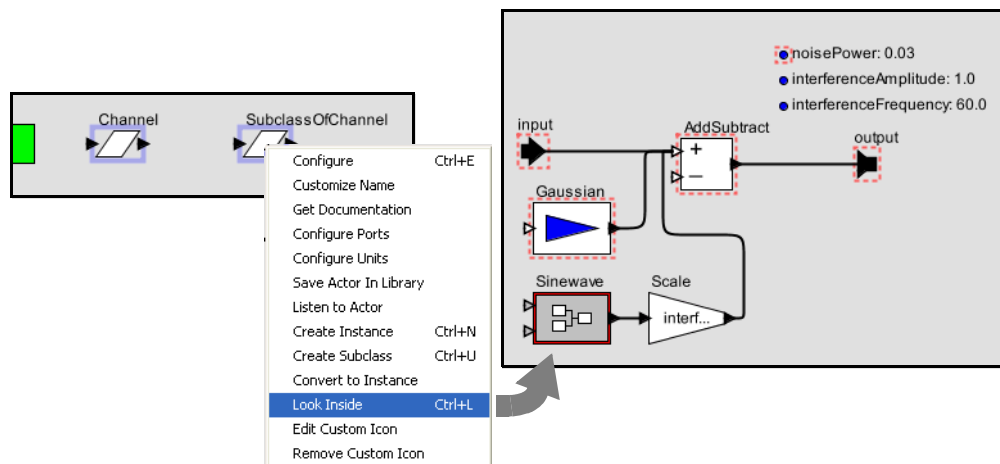 Channel
SubclassOfChannel
Configure Ctrl+E
Customize Name
Get Documentation
Configure Ports
Configure Units
Save Actor In Library
Listen to Actor
Create Instance Ctrl+N
Create Subclass Ctrl+U
Convert to Instance
Look Inside Ctrl+L
Edit Custom Icon
Remove Custom Icon
noisePower: 0.03
interferenceAmplitude: 1.0
interferenceFrequency: 60.0
input
AddSubtract
+
−
output
Gaussian
Sinewave
Scale
interf...